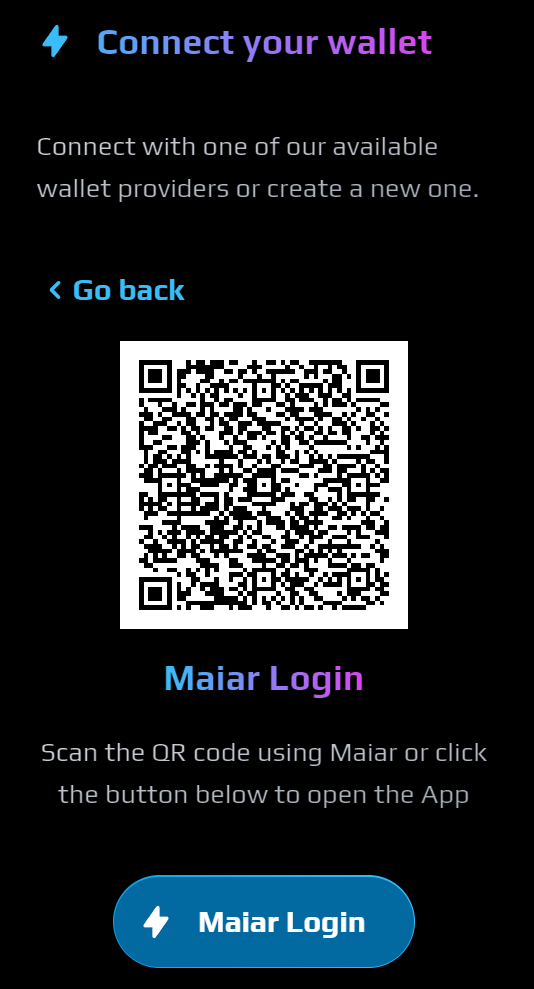 Connect your wallet
Connect with one of our available
wallet providers or create a new one.
Go back
Maiar Login
Scan the QR code using Maiar or click
the button below to open the App
Maiar Login